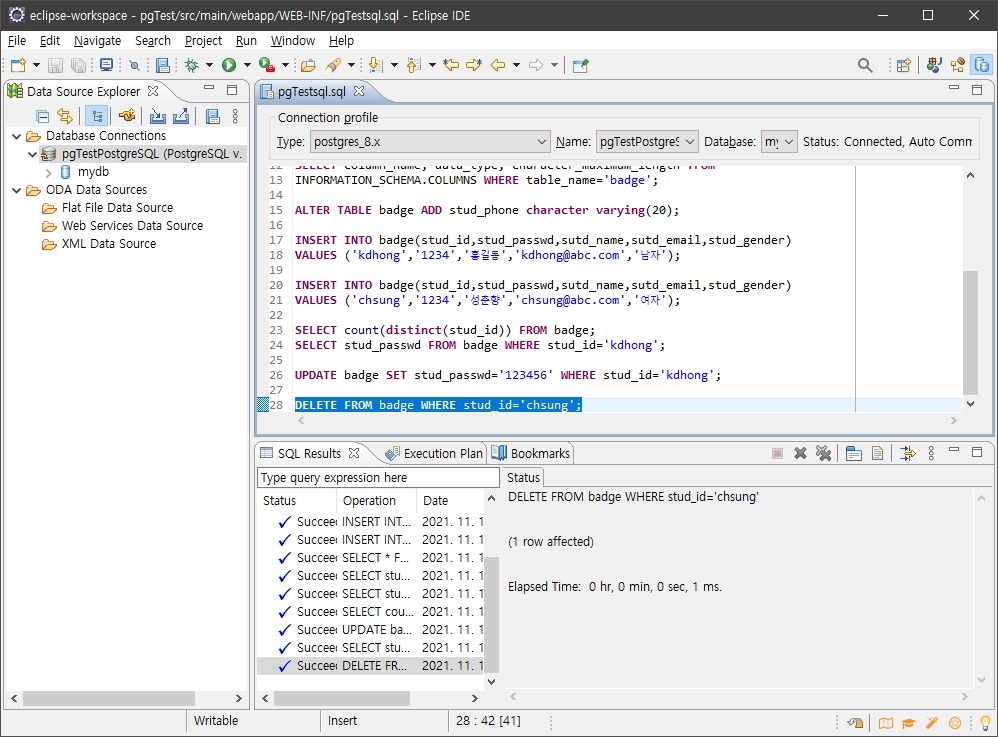 eclipse-workspace - pgTest/src/main/webapp/WEB-INF/pgTestsql.sql - Eclipse IDE
File Edit Navigate Search Project Run Window Help
Data Source Explorer
Database Connections
pgTestPostgreSQL (PostgreSQL v.
mydb
ODA Data Sources
Flat File Data Source
Web Services Data Source
XML Data Source
pgTestsql.sql
Connection profile
Type: postgres_8.x Name: pgTestPostgreS Database: my Status: Connected, Auto Comm
12 SELECT column_name, data_type, character_maximum_length from
13 INFORMATION_SCHEMA.COLUMNS WHERE table_name='badge';
14
15 ALTER TABLE badge ADD stud_phone character varying(20);
16
17 INSERT INTO badge(stud_id,stud_passwd,sutd_name,sutd_email,stud_gender)
18 VALUES ('kdhong','1234','홍길동','kdhong@abc.com','남자');
19
20 INSERT INTO badge(stud_id,stud_passwd,sutd_name,sutd_email,stud_gender)
21 VALUES ('chsung','1234','성춘향','chsung@abc.com','여자');
22
23 SELECT count(distinct(stud_id)) FROM badge;
24 SELECT stud_passwd FROM badge WHERE stud_id='kdhong';
25
26 UPDATE badge SET stud_passwd='123456' WHERE stud_id='kdhong';
27
28 DELETE FROM badge WHERE stud_id='chsung';
SQL Results Execution Plan Bookmarks
Type query expression here
Status Operation Date
Succee INSERT INT... 2021. 11. 1
Succee INSERT INT... 2021. 11. 1
Succee SELECT * F... 2021. 11. 1
Succee SELECT stu... 2021. 11. 1
Succee SELECT stu... 2021. 11. 1
Succee SELECT cou... 2021. 11. 1
Succee UPDATE ba... 2021. 11. 1
Succee SELECT stu... 2021. 11. 1
Succee DELETE FR... 2021. 11. 1
Status
DELETE FROM badge WHERE stud_id='chsung'
(1 row affected)
Elapsed Time: 0 hr, 0 min, 0 sec, 1 ms.
Writable Insert 28 : 42 [41]